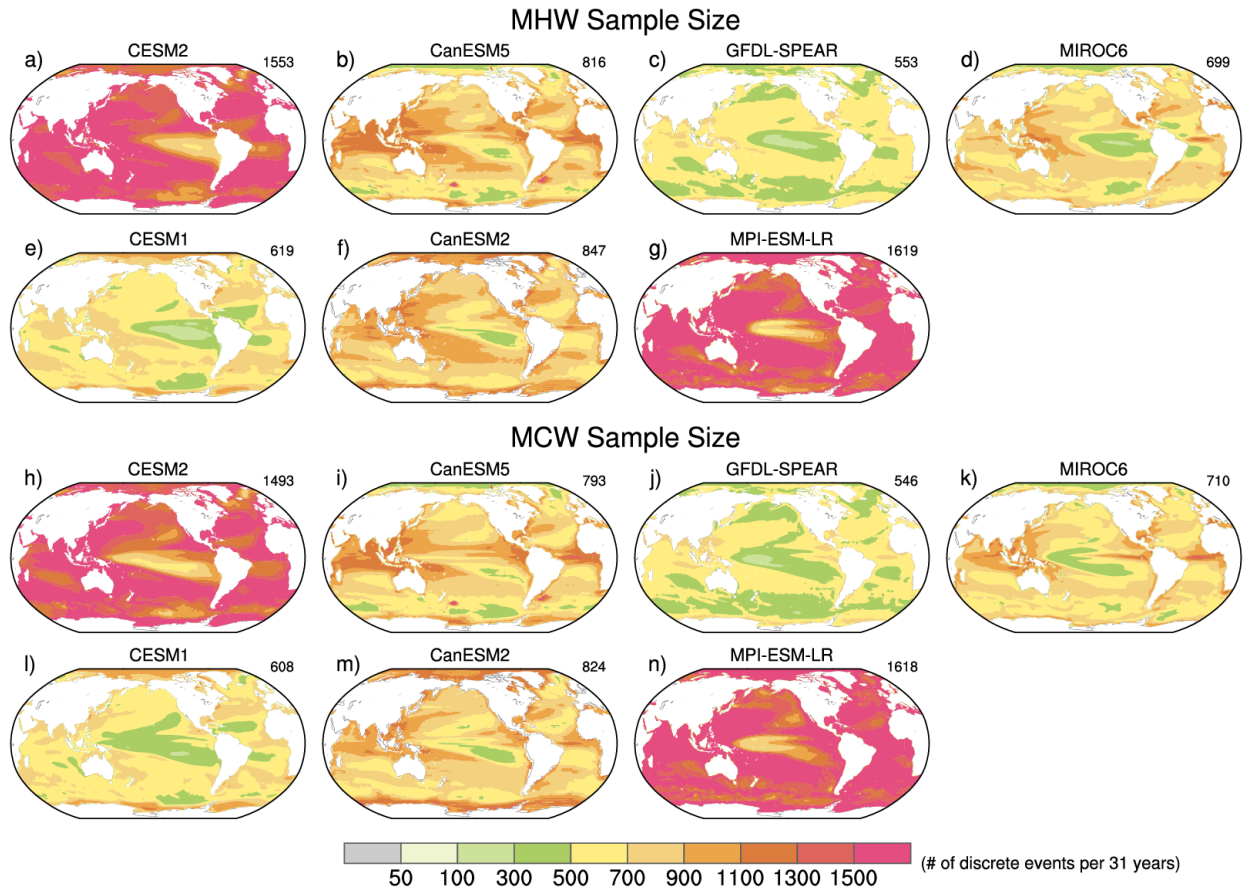 MHW Sample Size
a) CESM2 1553
b) CanESM5 816
c) GFDL-SPEAR 553
d) MIROC6 699
e) CESM1 619
f) CanESM2 847
g) MPI-ESM-LR 1619
MCW Sample Size
h) CESM2 1493
i) CanESM5 793
j) GFDL-SPEAR 546
k) MIROC6 710
l) CESM1 608
m) CanESM2 824
n) MPI-ESM-LR 1618
50 100 300 500 700 900 1100 1300 1500 (# of discrete events per 31 years)